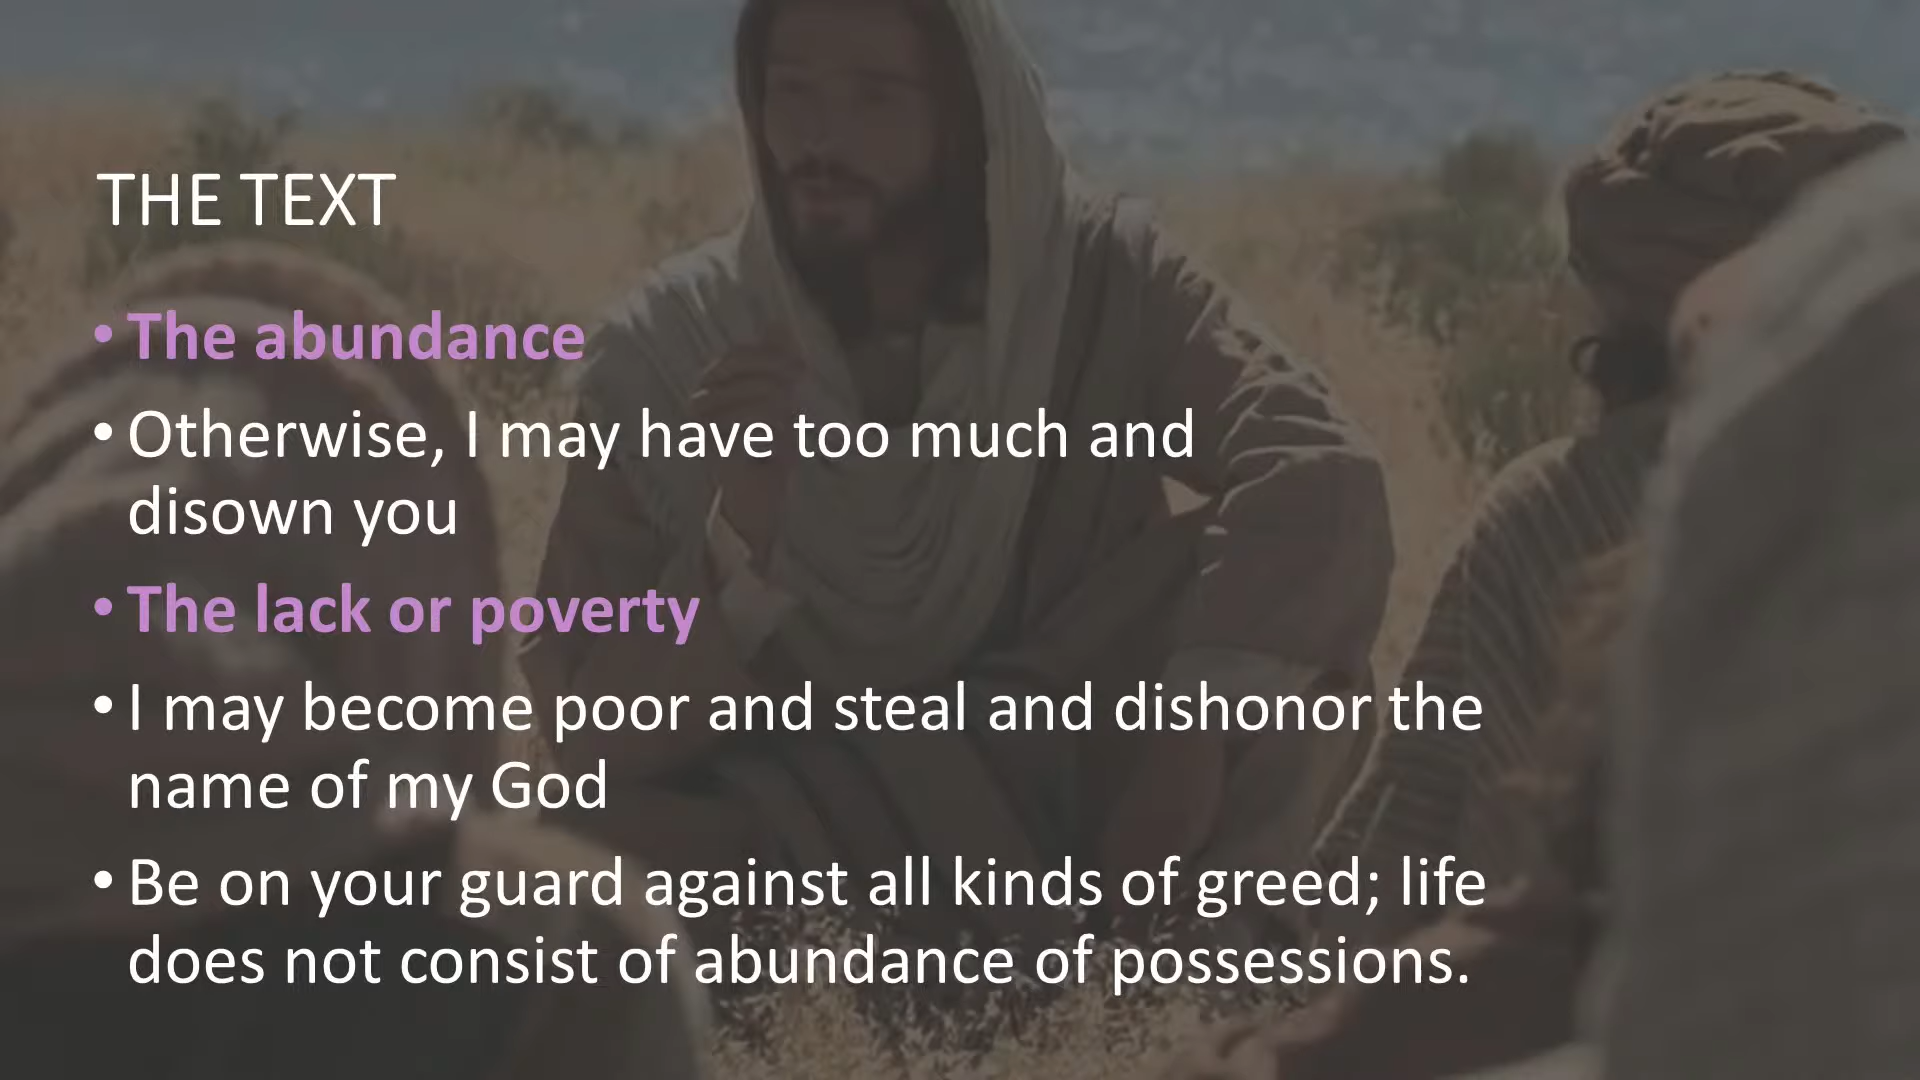 THE TEXT
• The abundance
• Otherwise, I may have too much and
disown you
• The lack or poverty
• I may become poor and steal and dishonor the
name of my God
• Be on your guard against all kinds of greed; life
does not consist of abundance of possessions.